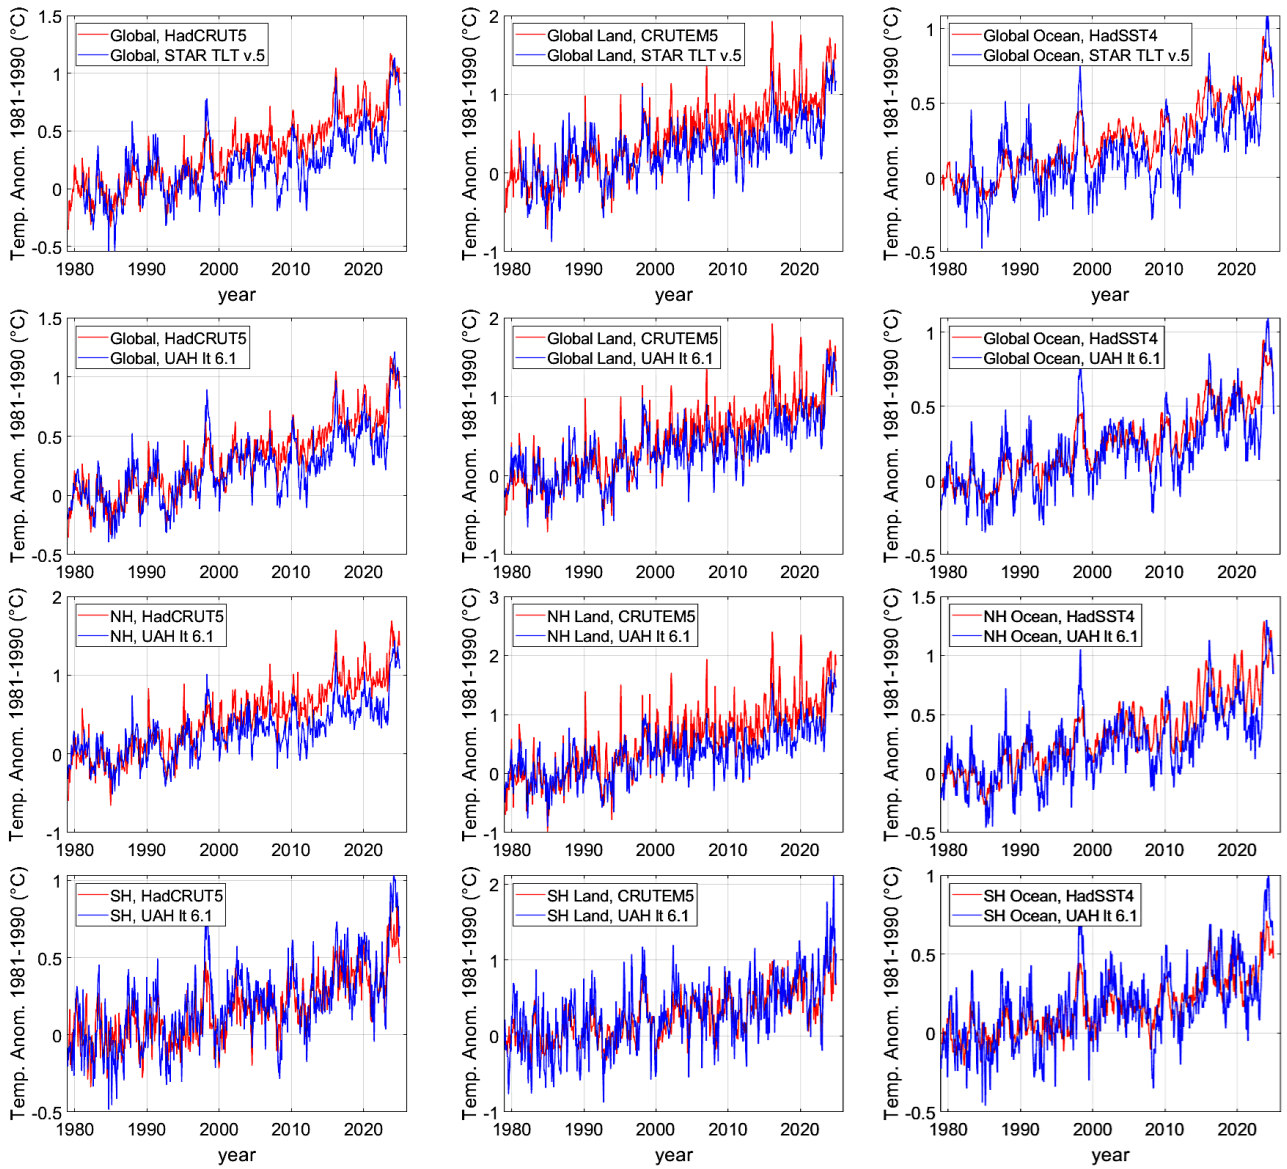 Temp. Anom. 1981-1990 (°C)
1.5
1
0.5
0
-0.5
Global, HadCRUT5
Global, STAR TLT v.5
1980 1990 2000 2010 2020
year
Temp. Anom. 1981-1990 (°C)
2
1
0
-1
Global Land, CRUTEM5
Global Land, STAR TLT v.5
1980 1990 2000 2010 2020
year
Temp. Anom. 1981-1990 (°C)
1
0.5
0
-0.5
Global Ocean, HadSST4
Global Ocean, STAR TLT v.5
1980 1990 2000 2010 2020
year
Temp. Anom. 1981-1990 (°C)
1.5
1
0.5
0
-0.5
Global, HadCRUT5
Global, UAH lt 6.1
1980 1990 2000 2010 2020
Temp. Anom. 1981-1990 (°C)
2
1
0
-1
Global Land, CRUTEM5
Global Land, UAH lt 6.1
1980 1990 2000 2010 2020
Temp. Anom. 1981-1990 (°C)
1
0.5
0
-0.5
Global Ocean, HadSST4
Global Ocean, UAH lt 6.1
1980 1990 2000 2010 2020
Temp. Anom. 1981-1990 (°C)
2
1
0
-1
NH, HadCRUT5
NH, UAH lt 6.1
1980 1990 2000 2010 2020
Temp. Anom. 1981-1990 (°C)
3
2
1
0
-1
NH Land, CRUTEM5
NH Land, UAH lt 6.1
1980 1990 2000 2010 2020
Temp. Anom. 1981-1990 (°C)
1.5
1
0.5
0
-0.5
NH Ocean, HadSST4
NH Ocean, UAH lt 6.1
1980 1990 2000 2010 2020
Temp. Anom. 1981-1990 (°C)
1
0.5
0
-0.5
SH, HadCRUT5
SH, UAH lt 6.1
1980 1990 2000 2010 2020
year
Temp. Anom. 1981-1990 (°C)
2
1
0
-1
SH Land, CRUTEM5
SH Land, UAH lt 6.1
1980 1990 2000 2010 2020
year
Temp. Anom. 1981-1990 (°C)
1
0.5
0
-0.5
SH Ocean, HadSST4
SH Ocean, UAH lt 6.1
1980 1990 2000 2010 2020
year